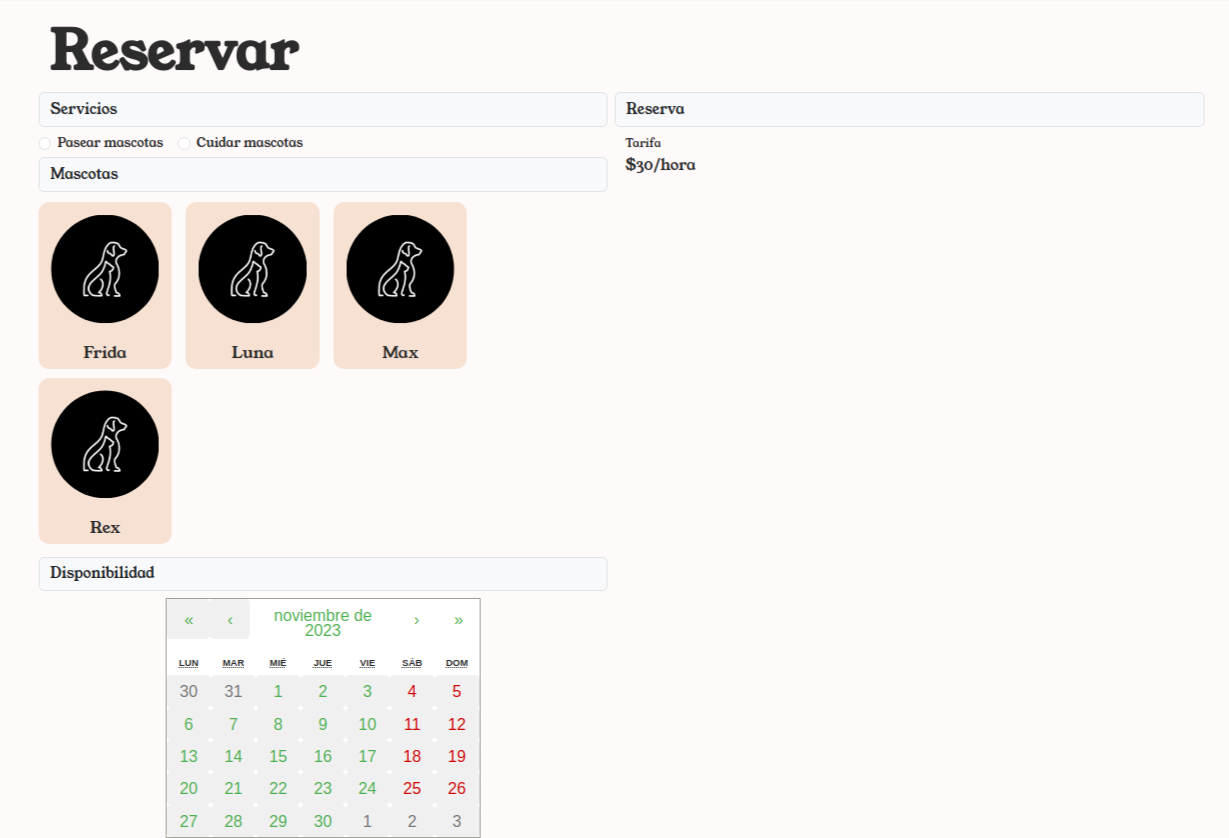 Reservar
Servicios
Pasear mascotas Cuidar mascotas
Mascotas
Frida Luna Max
Rex
Disponibilidad
« ‹ noviembre de 2023 › »
LUN MAR MIÉ JUE VIE SÁB DOM
30 31 1 2 3 4 5
6 7 8 9 10 11 12
13 14 15 16 17 18 19
20 21 22 23 24 25 26
27 28 29 30 1 2 3
Reserva
Tarifa
$30/hora